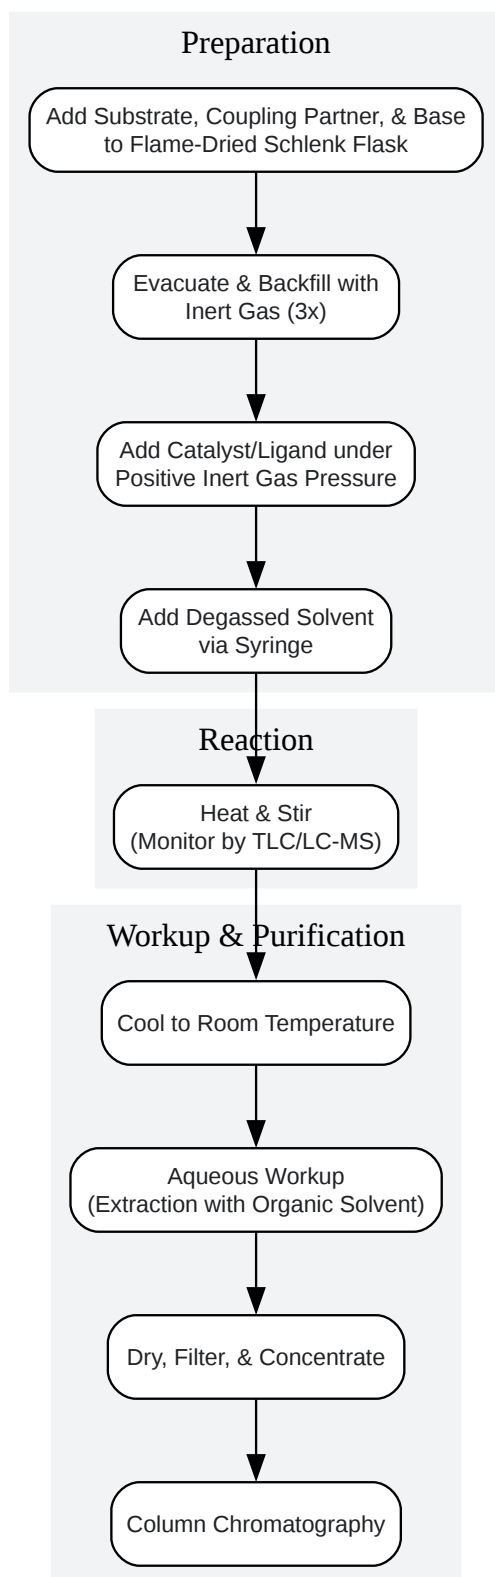 Preparation
Add Substrate, Coupling Partner, & Base
to Flame-Dried Schlenk Flask
Evacuate & Backfill with
Inert Gas (3x)
Add Catalyst/Ligand under
Positive Inert Gas Pressure
Add Degassed Solvent
via Syringe
Reaction
Heat & Stir
(Monitor by TLC/LC-MS)
Workup & Purification
Cool to Room Temperature
Aqueous Workup
(Extraction with Organic Solvent)
Dry, Filter, & Concentrate
Column Chromatography